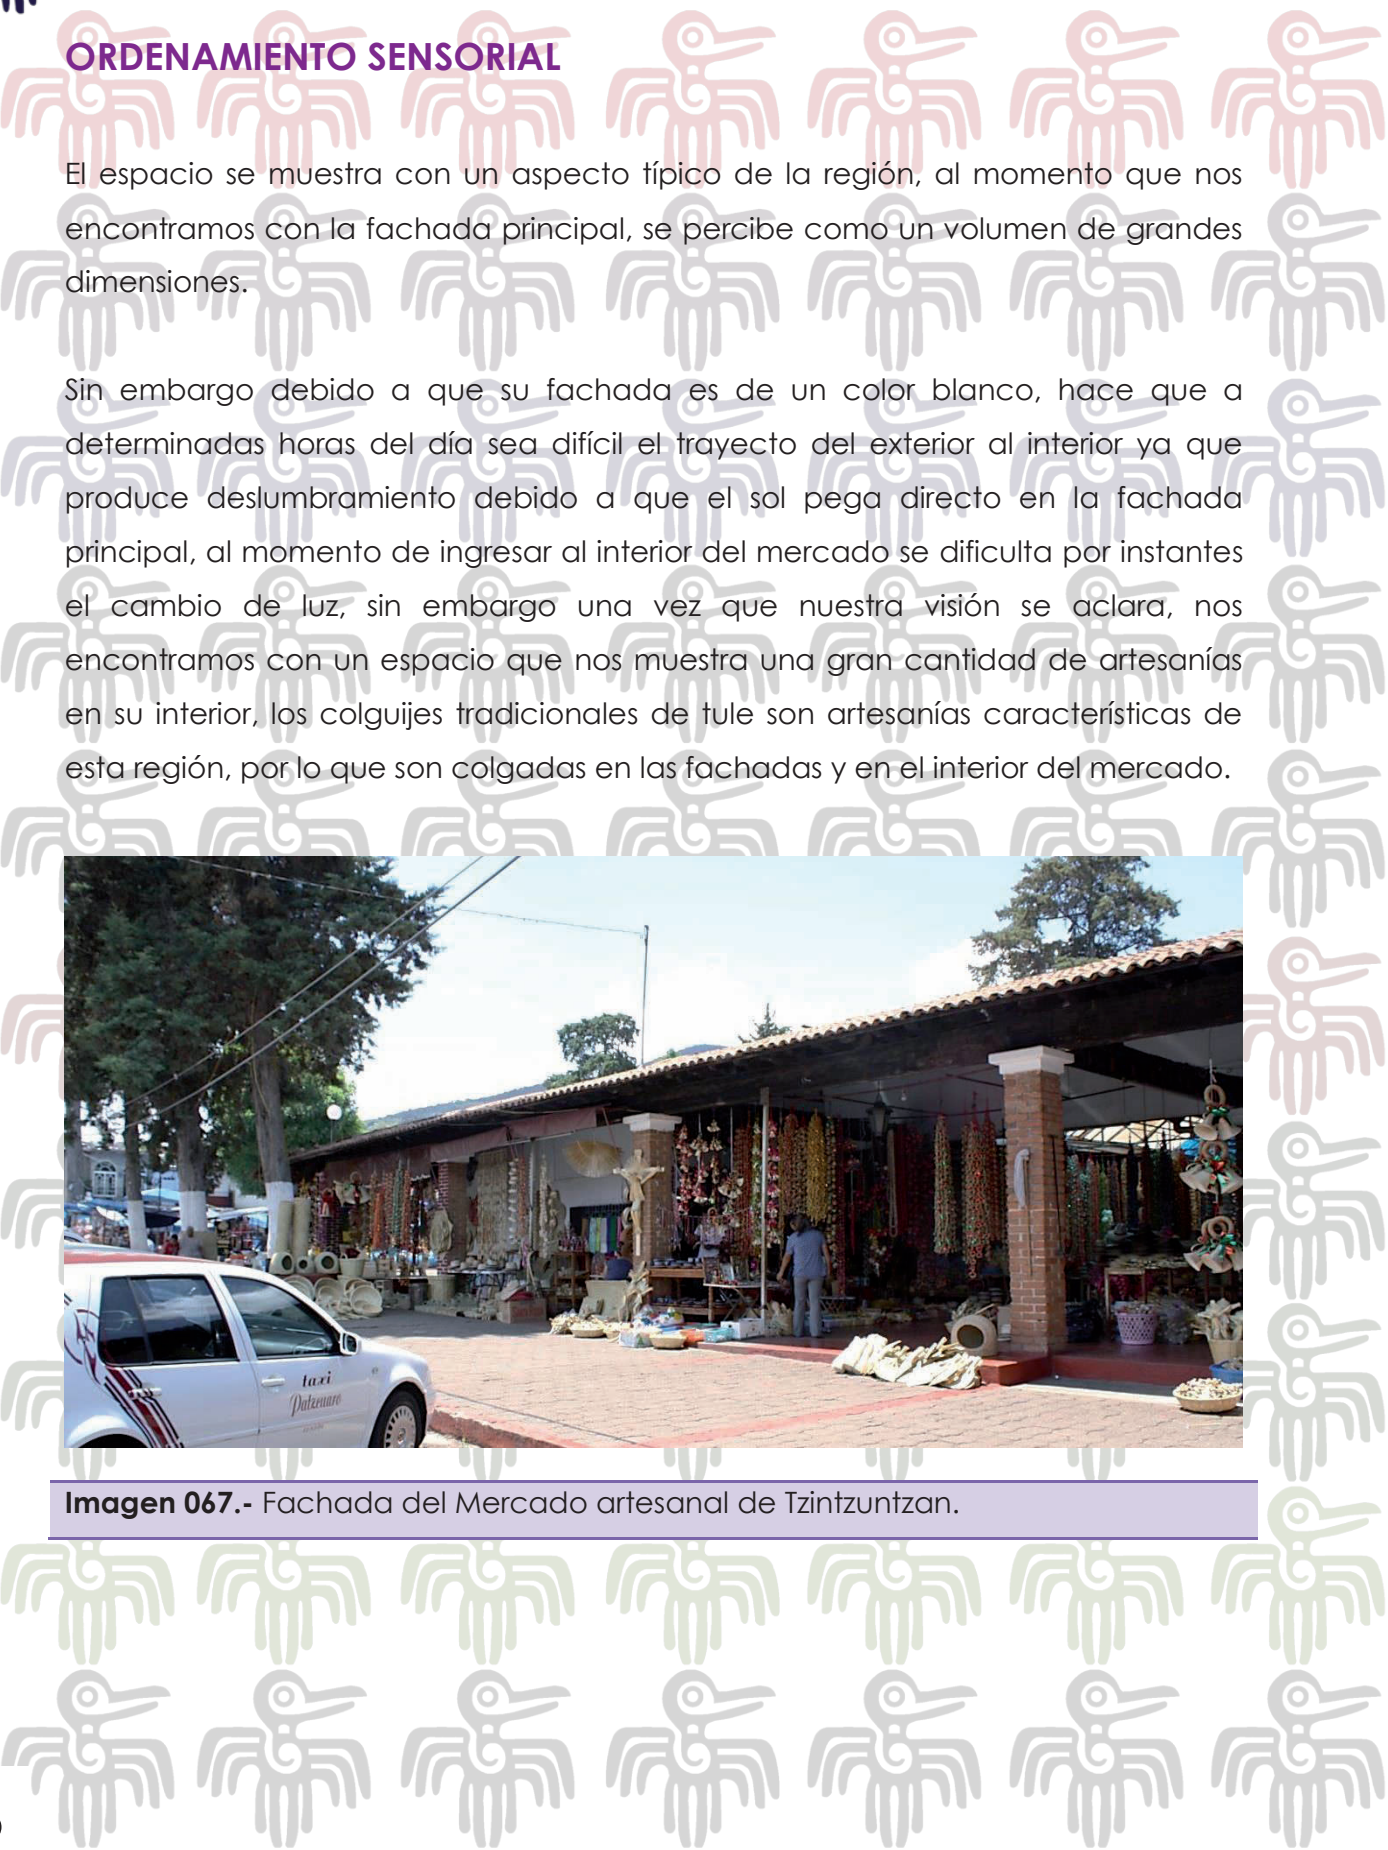 ORDENAMIENTO SENSORIAL
El espacio se muestra con un aspecto típico de la región, al momento que nos
encontramos con la fachada principal, se percibe como un volumen de grandes
dimensiones.
Sin embargo debido a que su fachada es de un color blanco, hace que a
determinadas horas del día sea difícil el trayecto del exterior al interior ya que
produce deslumbramiento debido a que el sol pega directo en la fachada
principal, al momento de ingresar al interior del mercado se dificulta por instantes
el cambio de luz, sin embargo una vez que nuestra visión se aclara, nos
encontramos con un espacio que nos muestra una gran cantidad de artesanías
en su interior, los colguijes tradicionales de tule son artesanías características de
esta región, por lo que son colgadas en las fachadas y en el interior del mercado.
taxi
Patzcuaro
Imagen 067.- Fachada del Mercado artesanal de Tzintzuntzan.